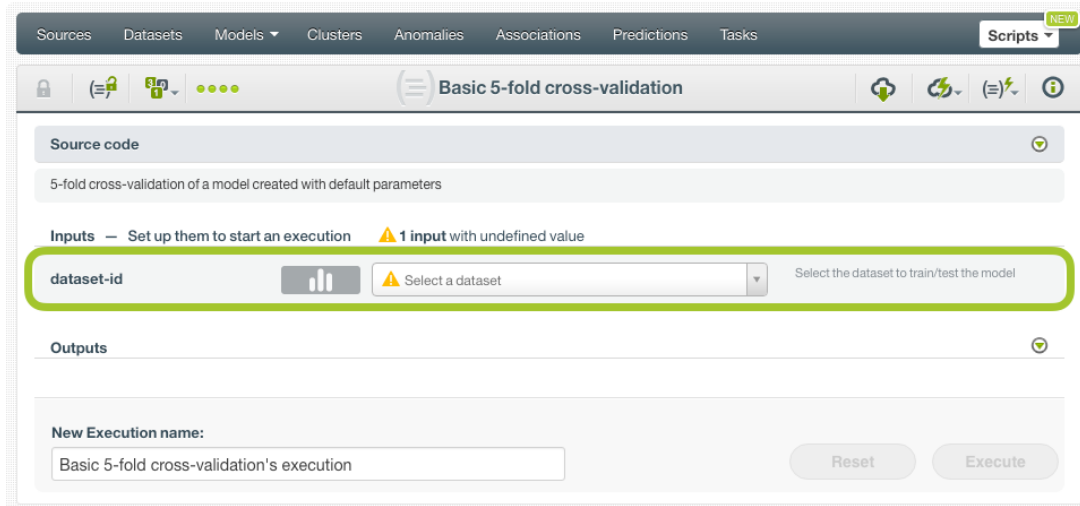 NEW
Sources Datasets Models Clusters Anomalies Associations Predictions Tasks Scripts
Basic 5-fold cross-validation
Source code
5-fold cross-validation of a model created with default parameters
Inputs — Set up them to start an execution 1 input with undefined value
dataset-id Select a dataset Select the dataset to train/test the model
Outputs
New Execution name:
Basic 5-fold cross-validation's execution Reset Execute